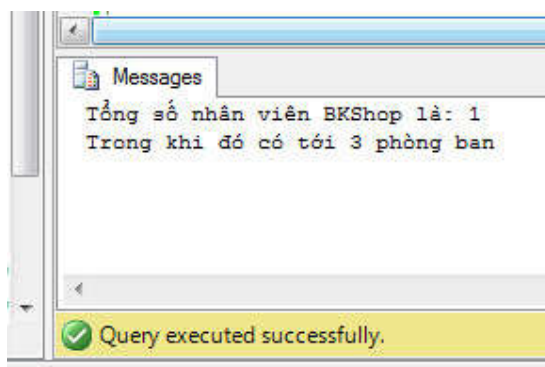 Messages
Tổng số nhân viên BKShop là: 1
Trong khi đó có tới 3 phòng ban
Query executed successfully.